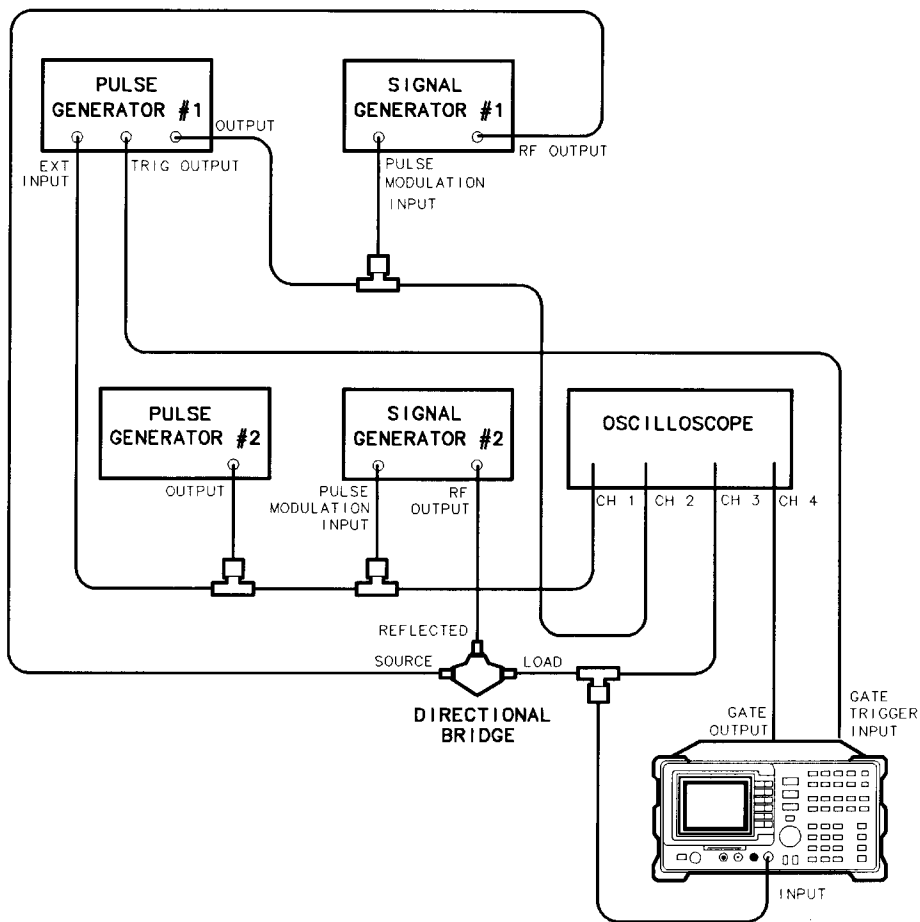 PULSE
GENERATOR #1
SIGNAL
GENERATOR #1
OUTPUT
RF OUTPUT
EXT
INPUT
TRIG OUTPUT
PULSE
MODULATION
INPUT
PULSE
GENERATOR #2
SIGNAL
GENERATOR #2
OSCILLOSCOPE
OUTPUT
PULSE
MODULATION
INPUT
RF
OUTPUT
CH 1
CH 2
CH 3
CH 4
REFLECTED
SOURCE
LOAD
DIRECTIONAL
BRIDGE
GATE
OUTPUT
GATE
TRIGGER
INPUT
INPUT